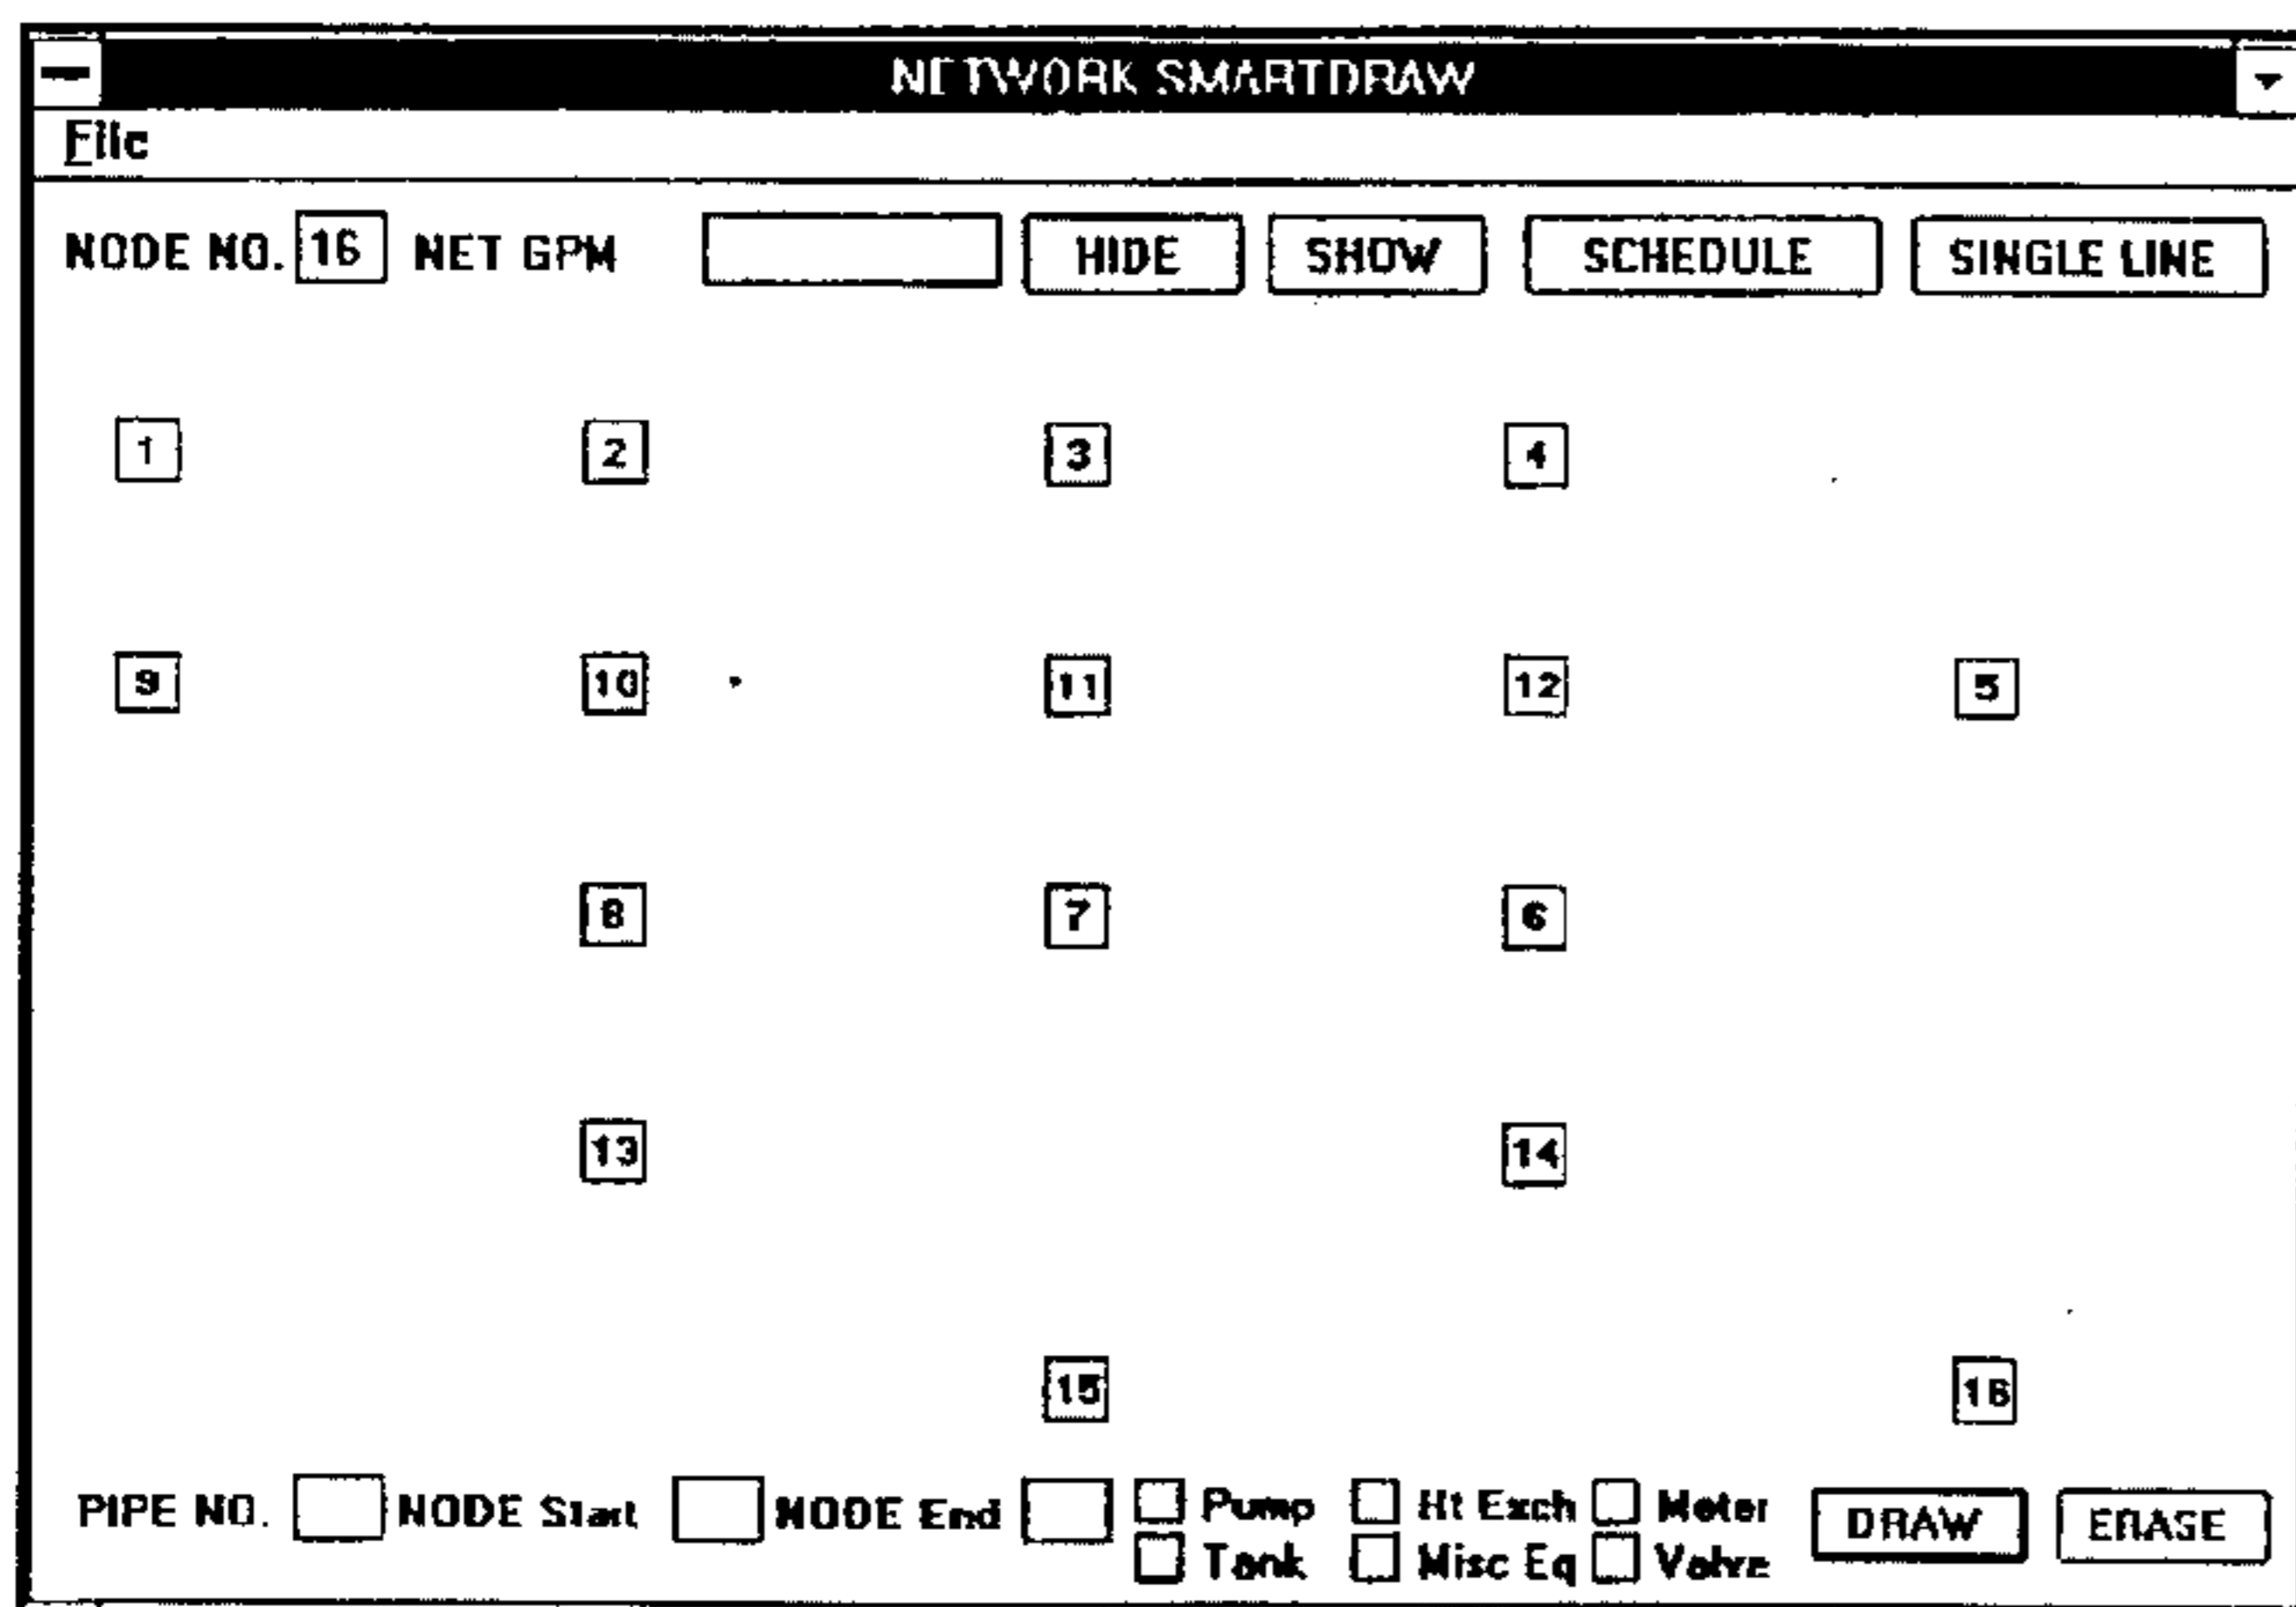 NETWORK SMARTDRAW
File
NODE NO. 16 NET GPM HIDE SHOW SCHEDULE SINGLE LINE
1 2 3 4
9 10 11 12 5
8 7 6
13 14
15 16
PIPE NO. NODE Start NODE End Pump Ht Exch Meter DRAW ERASE
Tank Misc Eq Valve